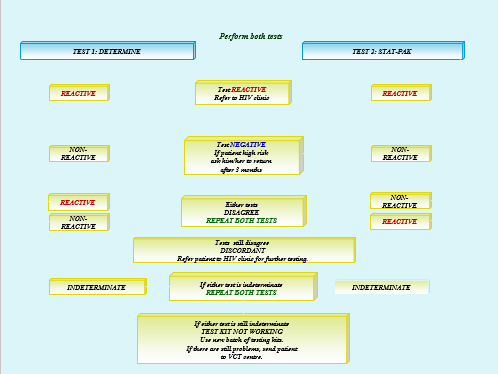 Perform both tests
TEST 1: DETERMINE
TEST 2: STAT-PAK
REACTIVE
Test REACTIVE
Refer to HIV clinic
REACTIVE
NON-
REACTIVE
Test NEGATIVE
If patient high risk
ask him/her to return
after 3 months
NON-
REACTIVE
REACTIVE
NON-
REACTIVE
Either tests
DISAGREE
REPEAT BOTH TESTS
NON-
REACTIVE
REACTIVE
Tests still disagree
DISCORDANT
Refer patient to HIV clinic for further testing.
INDETERMINATE
If either test is indeterminate
REPEAT BOTH TESTS
INDETERMINATE
If either test is still indeterminate
TEST KIT NOT WORKING
Use new batch of testing kits.
If there are still problems, send patient
to VCT centre.